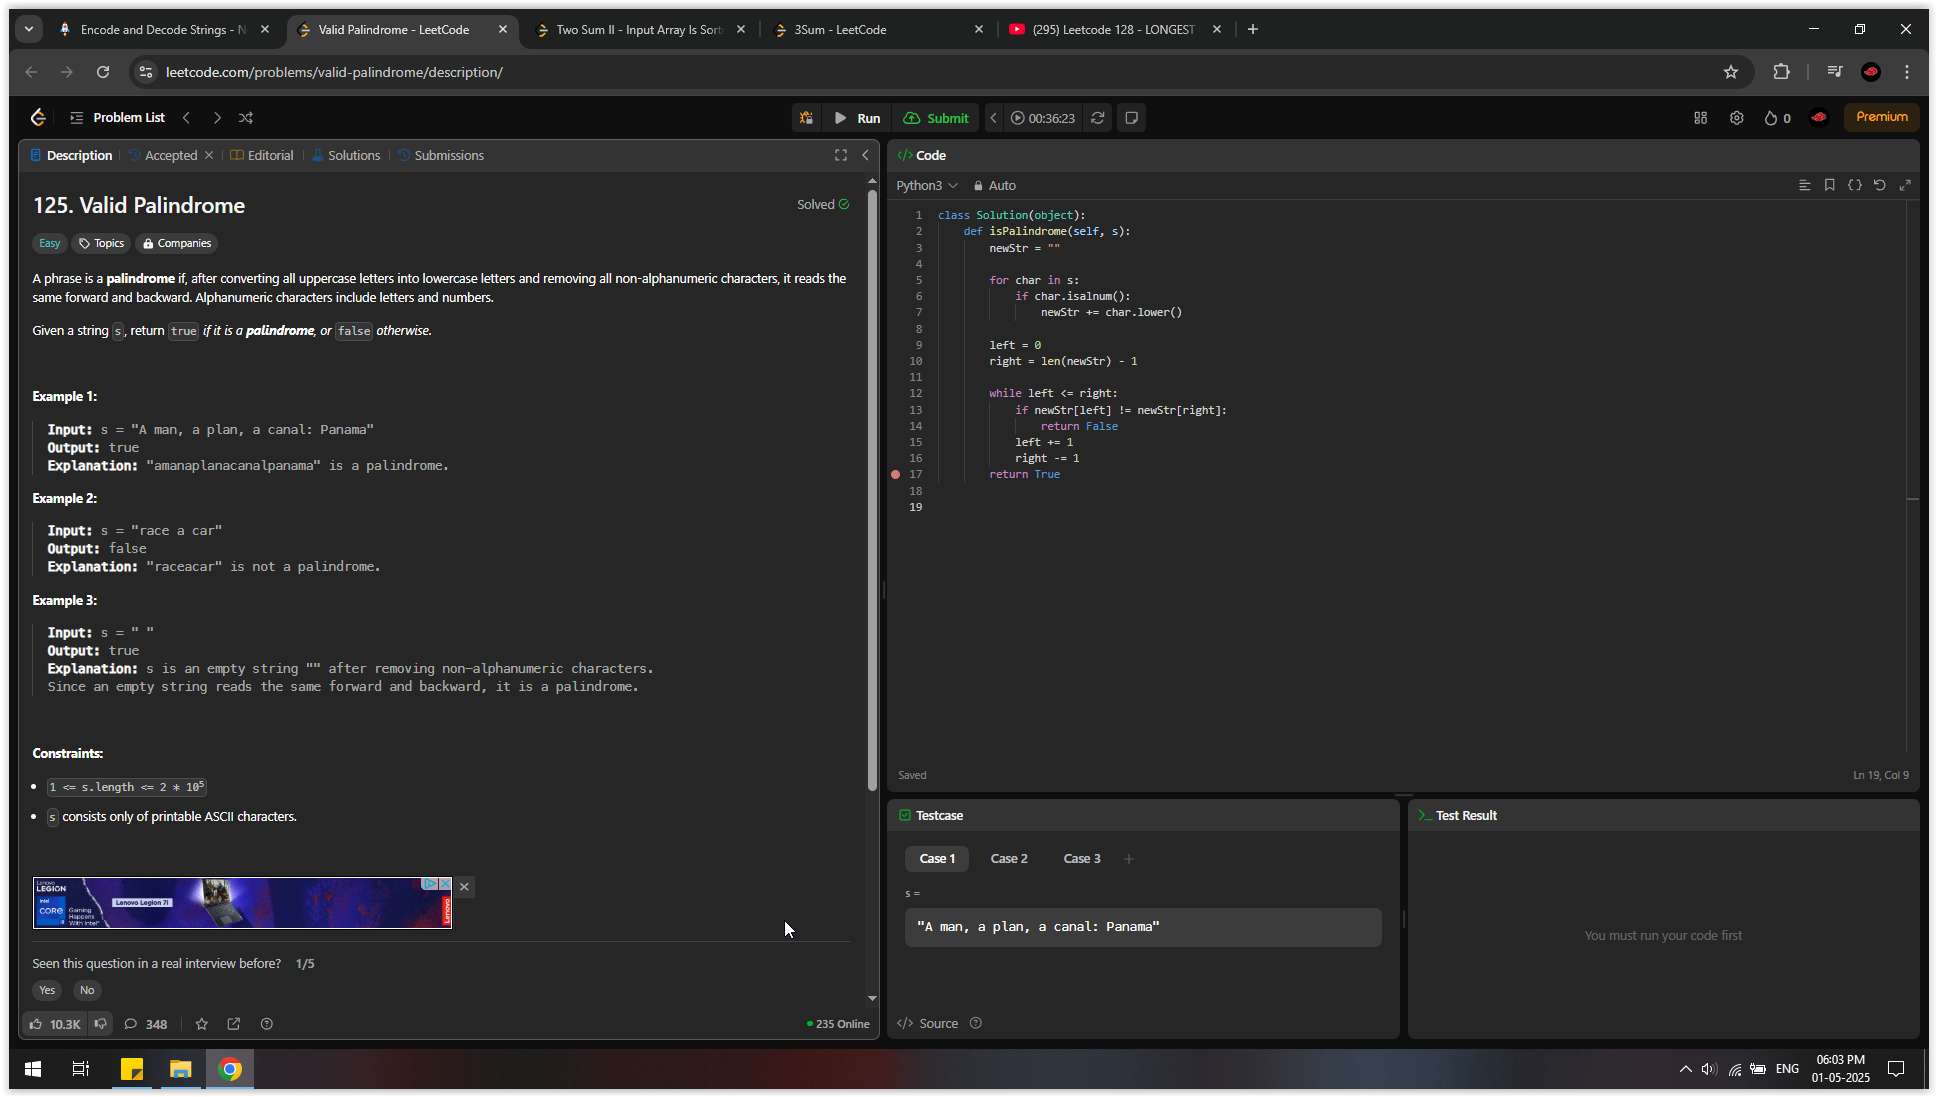 Encode and Decode Strings - N
Valid Palindrome - LeetCode
Two Sum II - Input Array Is Sort
3Sum - LeetCode
(295) Leetcode 128 - LONGEST
leetcode.com/problems/valid-palindrome/description/
Problem List
Run
Submit
00:36:23
0
Premium
Description
Accepted
Editorial
Solutions
Submissions
125. Valid Palindrome
Solved
Easy
Topics
Companies
A phrase is a palindrome if, after converting all uppercase letters into lowercase letters and removing all non-alphanumeric characters, it reads the
same forward and backward. Alphanumeric characters include letters and numbers.
Given a string s, return true if it is a palindrome, or false otherwise.
Example 1:
Input: s = "A man, a plan, a canal: Panama"
Output: true
Explanation: "amanaplanacanalpanama" is a palindrome.
Example 2:
Input: s = "race a car"
Output: false
Explanation: "raceacar" is not a palindrome.
Example 3:
Input: s = " "
Output: true
Explanation: s is an empty string "" after removing non-alphanumeric characters.
Since an empty string reads the same forward and backward, it is a palindrome.
Constraints:
• 1 <= s.length <= 2 * 10⁵
• s consists only of printable ASCII characters.
Lenovo
LEGION
intel
CORE
i9
Gaming
Happens
With Intel
Lenovo Legion 7i
Lenovo
Seen this question in a real interview before? 1/5
Yes
No
10.3K
348
235 Online
</> Code
Python3
Auto
1 class Solution(object):
2 def isPalindrome(self, s):
3 newStr = ""
4
5 for char in s:
6 if char.isalnum():
7 newStr += char.lower()
8
9 left = 0
10 right = len(newStr) - 1
11
12 while left <= right:
13 if newStr[left] != newStr[right]:
14 return False
15 left += 1
16 right -= 1
17 return True
18
19
Saved
Ln 19, Col 9
Testcase
Case 1
Case 2
Case 3
s =
"A man, a plan, a canal: Panama"
</> Source
Test Result
You must run your code first
ENG
06:03 PM
01-05-2025